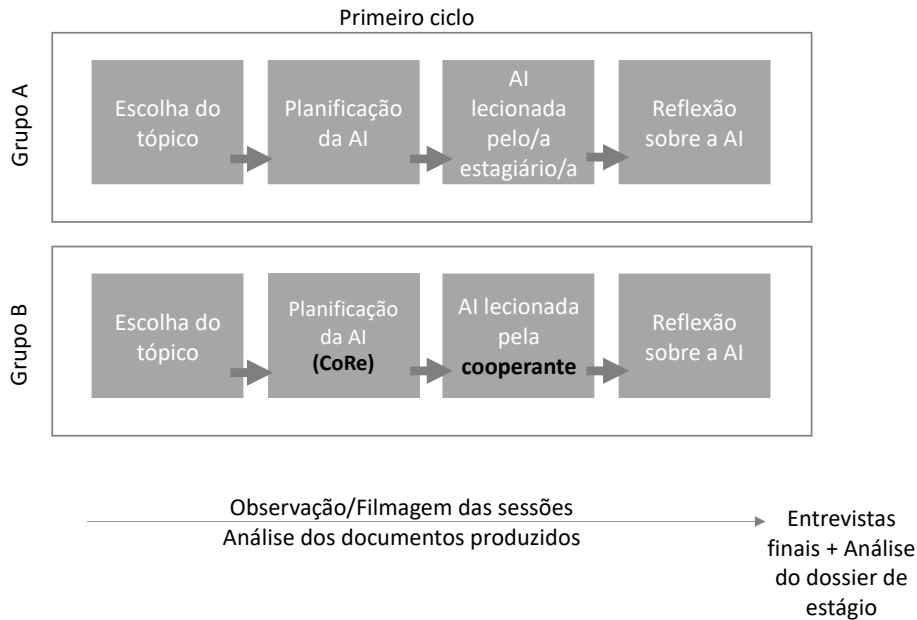 Primeiro ciclo
Grupo A
Escolha do
tópico
Planificação
da AI
AI
lecionada
pelo/a
estagiário/a
Reflexão
sobre a AI
Grupo B
Escolha do
tópico
Planificação
da AI
(CoRe)
AI lecionada
pela
cooperante
Reflexão
sobre a AI
Observação/Filmagem das sessões
Análise dos documentos produzidos
Entrevistas
finais + Análise
do dossier de
estágio